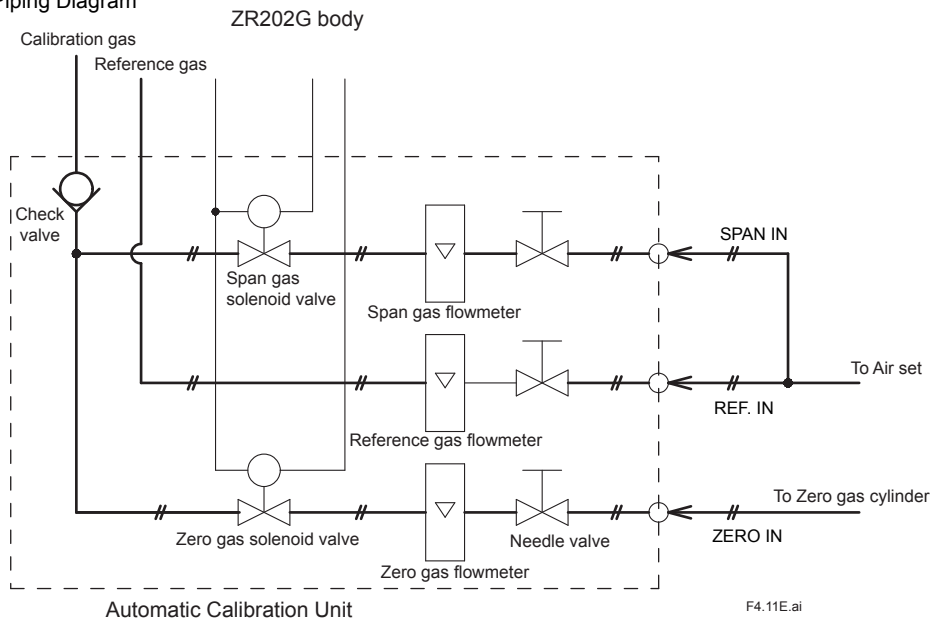 Piping Diagram
ZR202G body
Calibration gas
Reference gas
Check
valve
SPAN IN
Span gas
solenoid valve
Span gas flowmeter
To Air set
REF. IN
Reference gas flowmeter
To Zero gas cylinder
Zero gas solenoid valve
Needle valve
ZERO IN
Zero gas flowmeter
Automatic Calibration Unit
F4.11E.ai